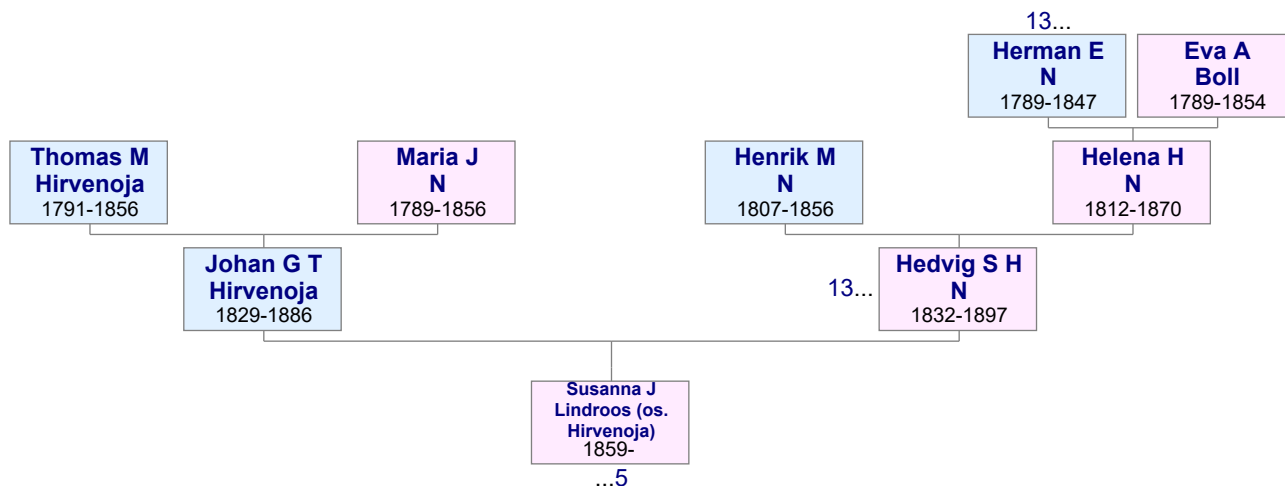 13...
Herman E
N
1789-1847
Eva A
Boll
1789-1854
Thomas M
Hirvenoja
1791-1856
Maria J
N
1789-1856
Henrik M
N
1807-1856
Helena H
N
1812-1870
Johan G T
Hirvenoja
1829-1886
13...
Hedvig S H
N
1832-1897
Susanna J
Lindroos (os.
Hirvenoja)
1859-
...5